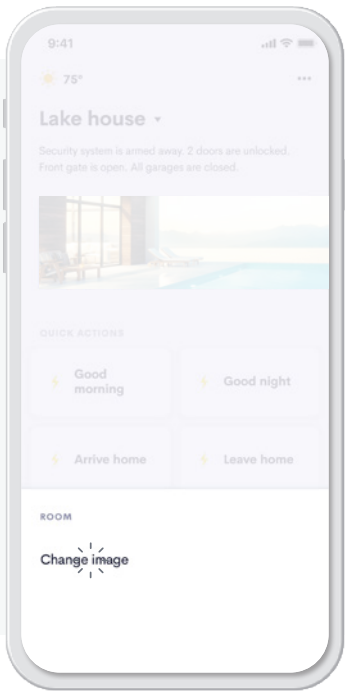 9:41
75°
Lake house
Security system is armed away. 2 doors are unlocked.
Front gate is open. All garages are closed.
QUICK ACTIONS
Good
morning
Good night
Arrive home
Leave home
ROOM
Change image